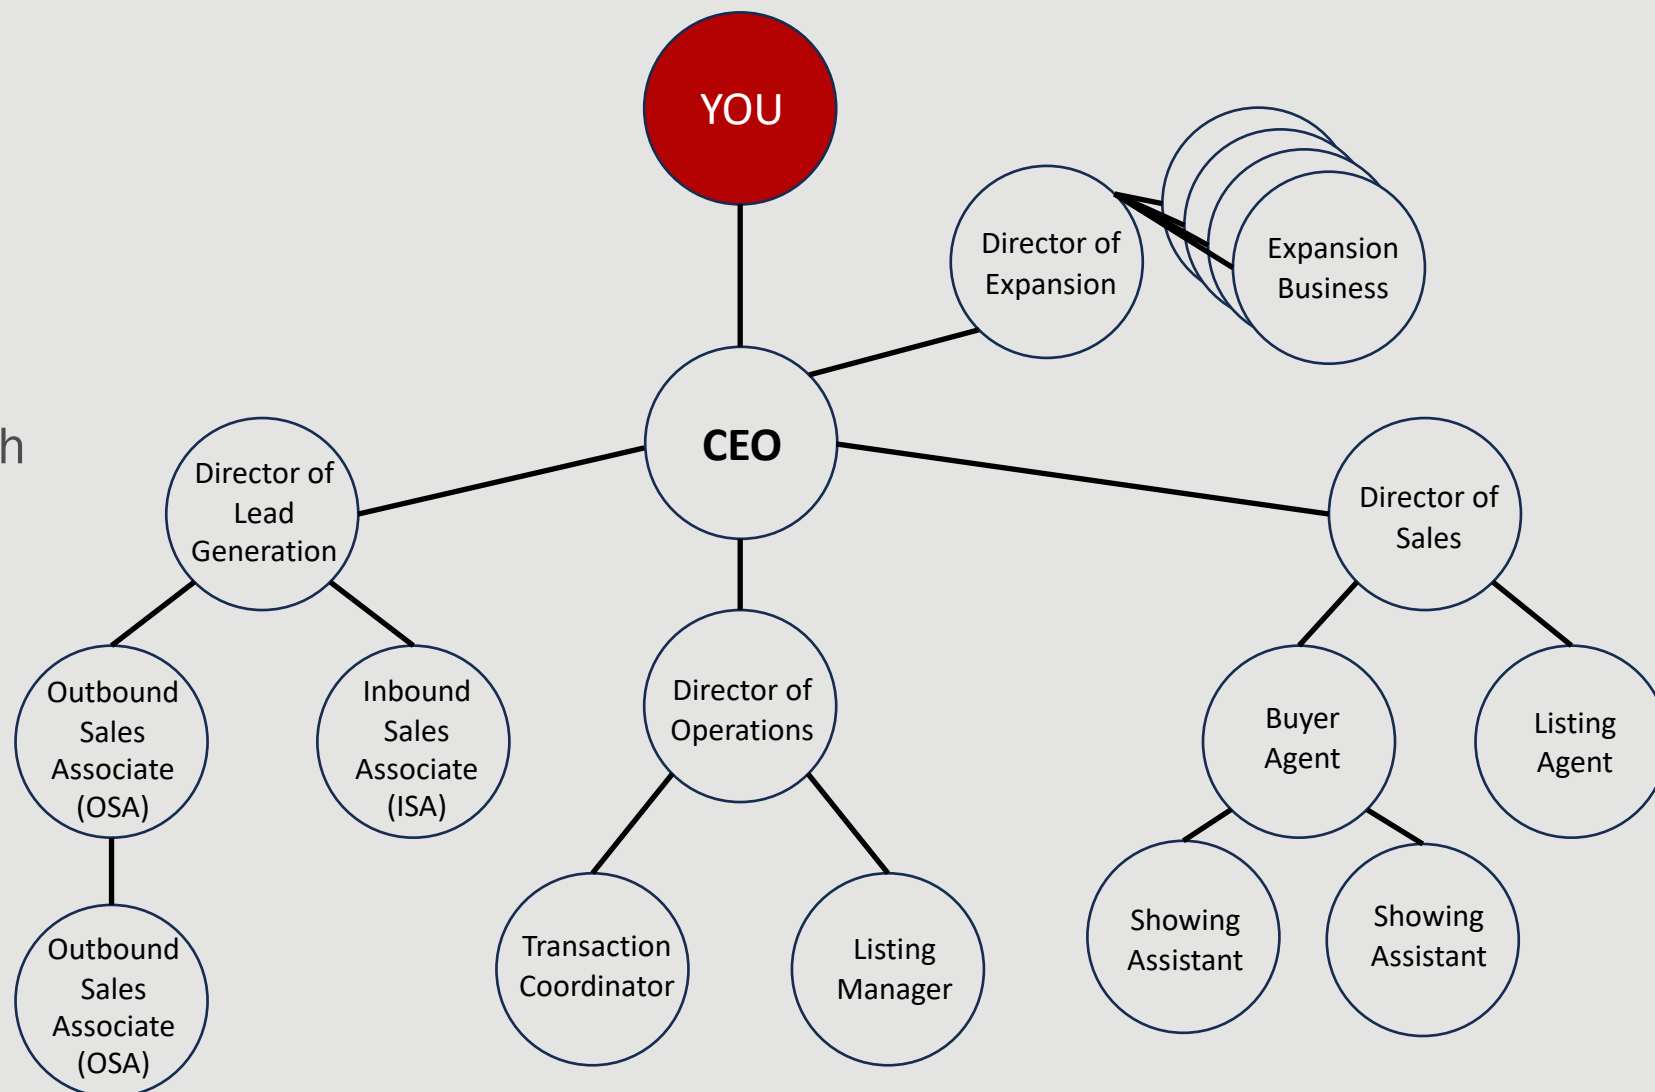 YOU
Director of
Expansion
Expansion
Business
h
CEO
Director of
Lead
Generation
Director of
Sales
Outbound
Sales
Associate
(OSA)
Inbound
Sales
Associate
(ISA)
Director of
Operations
Buyer
Agent
Listing
Agent
Outbound
Sales
Associate
(OSA)
Transaction
Coordinator
Listing
Manager
Showing
Assistant
Showing
Assistant